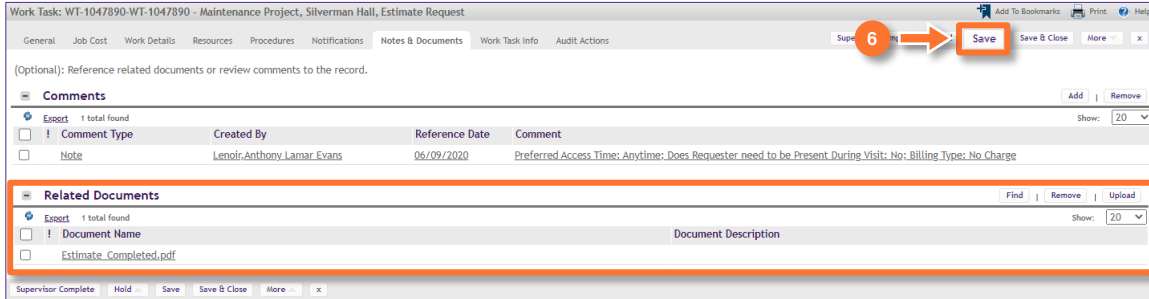 Work Task: WT-1047890-WT-1047890 - Maintenance Project, Silverman Hall, Estimate Request Add To Bookmarks Print Help
General Job Cost Work Details Resources Procedures Notifications Notes & Documents Work Task Info Audit Actions 6 Save Save & Close More x
(Optional): Reference related documents or review comments to the record.
Comments Add | Remove
Export 1 total found Show: 20
! Comment Type Created By Reference Date Comment
Note Lenoir,Anthony Lamar Evans 06/09/2020 Preferred Access Time: Anytime; Does Requester need to be Present During Visit: No; Billing Type: No Charge
Related Documents Find | Remove | Upload
Export 1 total found Show: 20
! Document Name Document Description
Estimate_Completed.pdf
Supervisor Complete Hold Save Save & Close More x